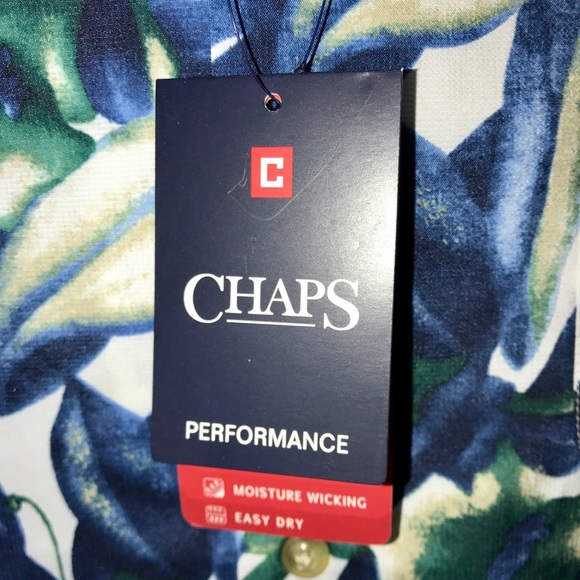 C
CHAPS
PERFORMANCE
MOISTURE WICKING
EASY DRY